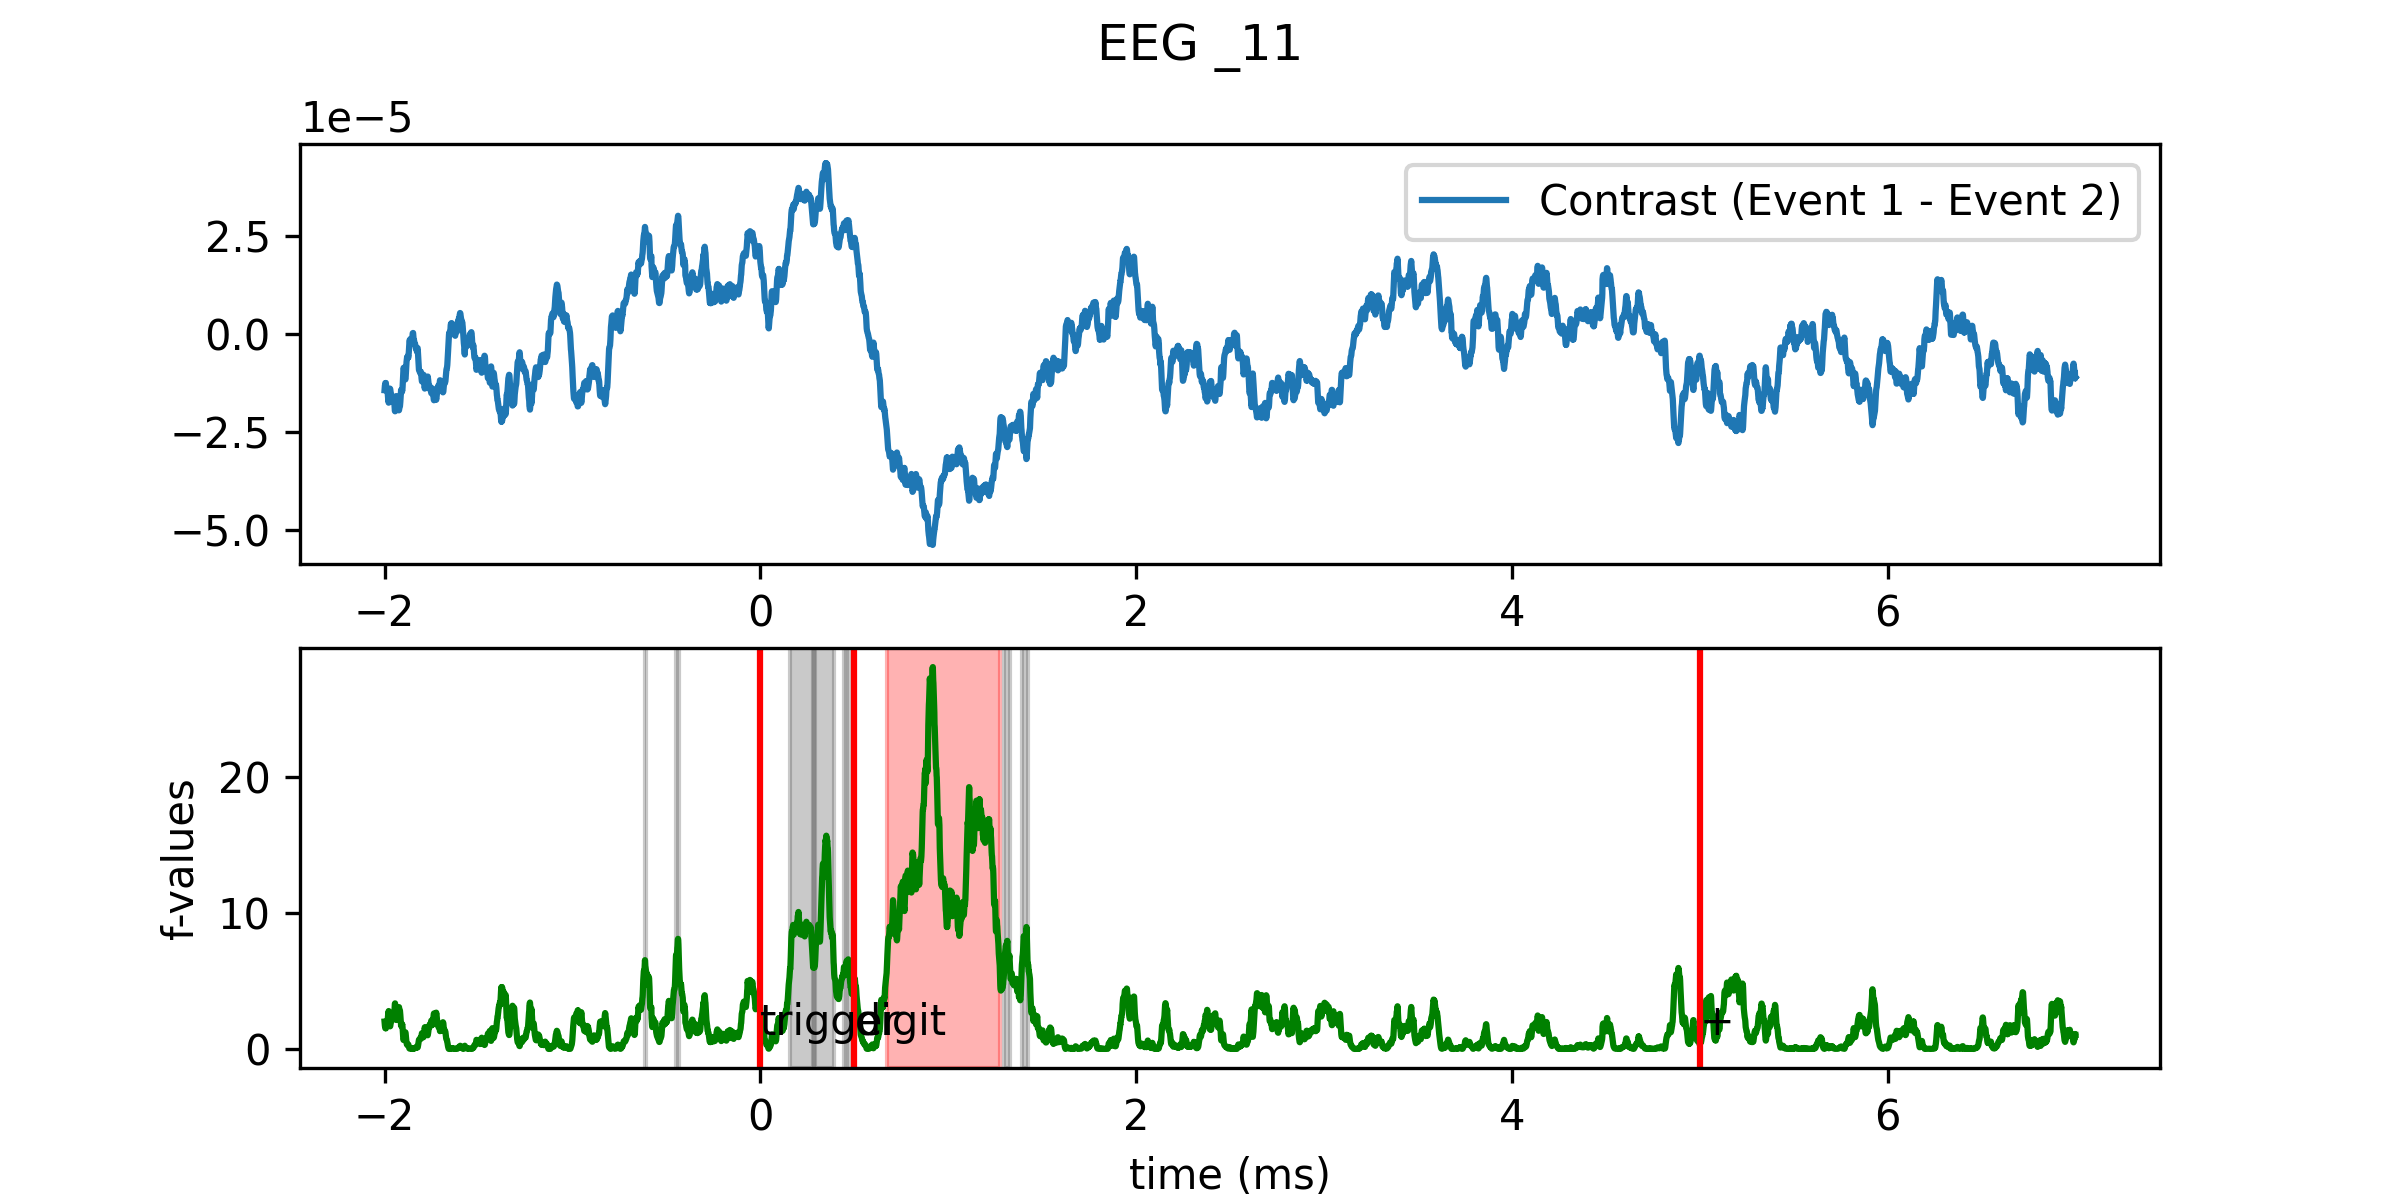 EEG _11
1e−5
Contrast (Event 1 - Event 2)
2.5
0.0
−2.5
−5.0
−2 0 2 4 6
f-values
20
10
0
trigger
digit
+
−2 0 2 4 6
time (ms)